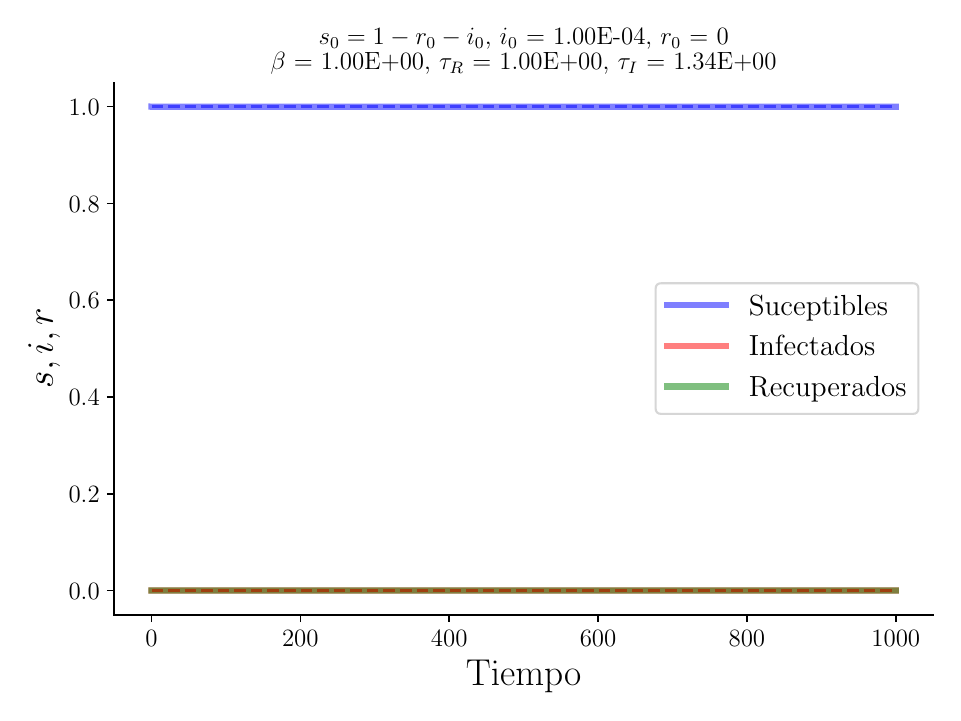 s₀ = 1 − r₀ − i₀, i₀ = 1.00E-04, r₀ = 0
β = 1.00E+00, τ_R = 1.00E+00, τ_I = 1.34E+00
1.0
0.8
0.6
0.4
0.2
0.0
s, i, r
Suceptibles
Infectados
Recuperados
0 200 400 600 800 1000
Tiempo